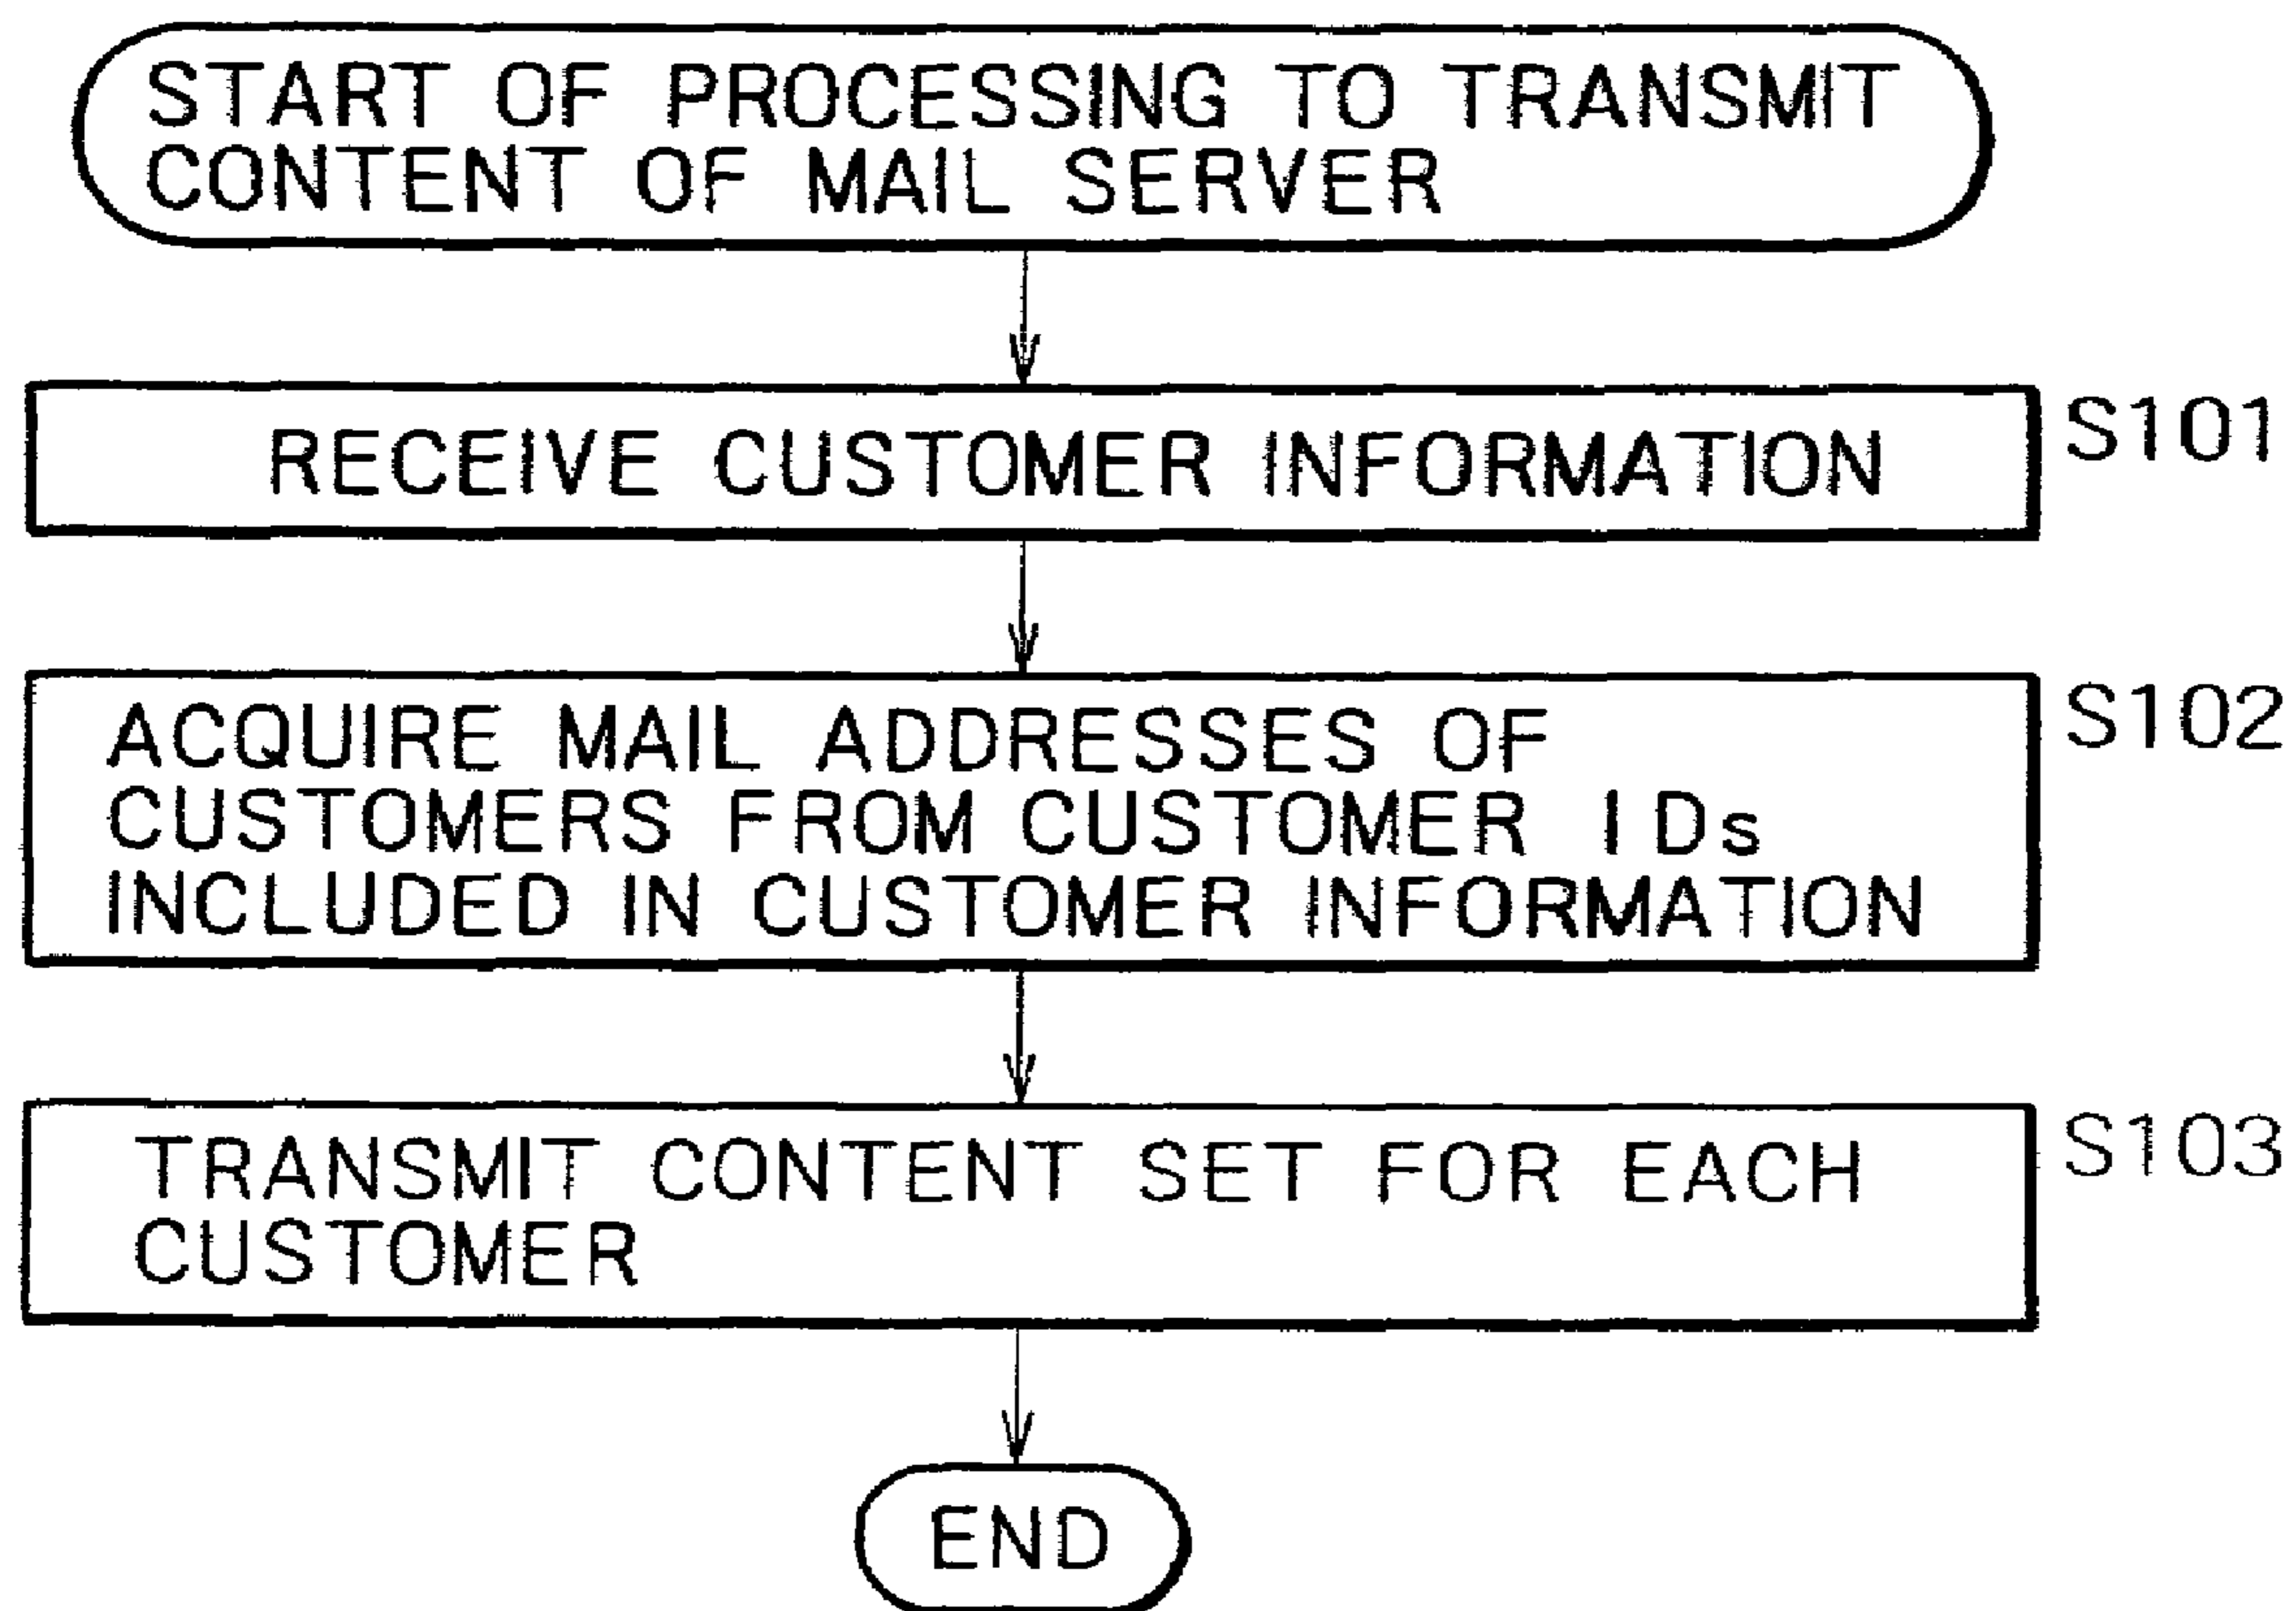 START OF PROCESSING TO TRANSMIT
CONTENT OF MAIL SERVER
RECEIVE CUSTOMER INFORMATION
S101
ACQUIRE MAIL ADDRESSES OF
CUSTOMERS FROM CUSTOMER IDs
INCLUDED IN CUSTOMER INFORMATION
S102
TRANSMIT CONTENT SET FOR EACH
CUSTOMER
S103
END